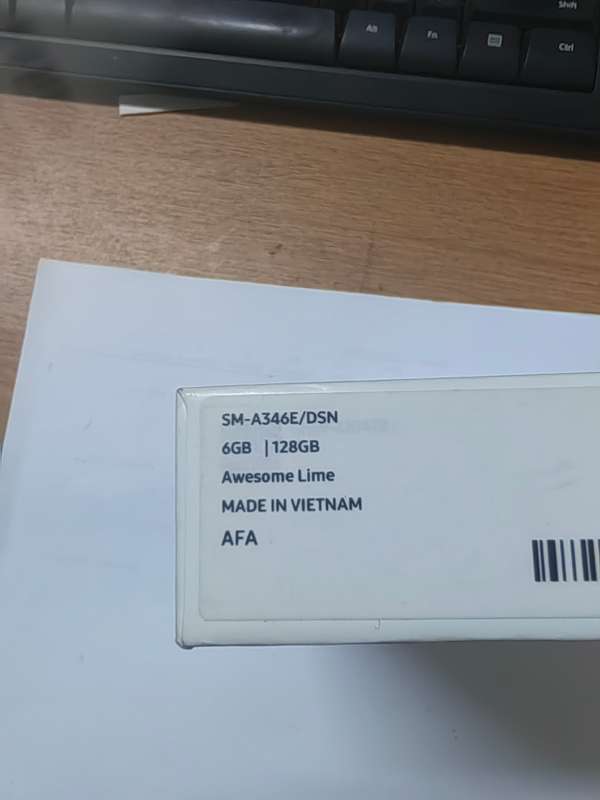 Shift
Alt
Fn
Ctrl
SM-A346E/DSN
6GB | 128GB
Awesome Lime
MADE IN VIETNAM
AFA